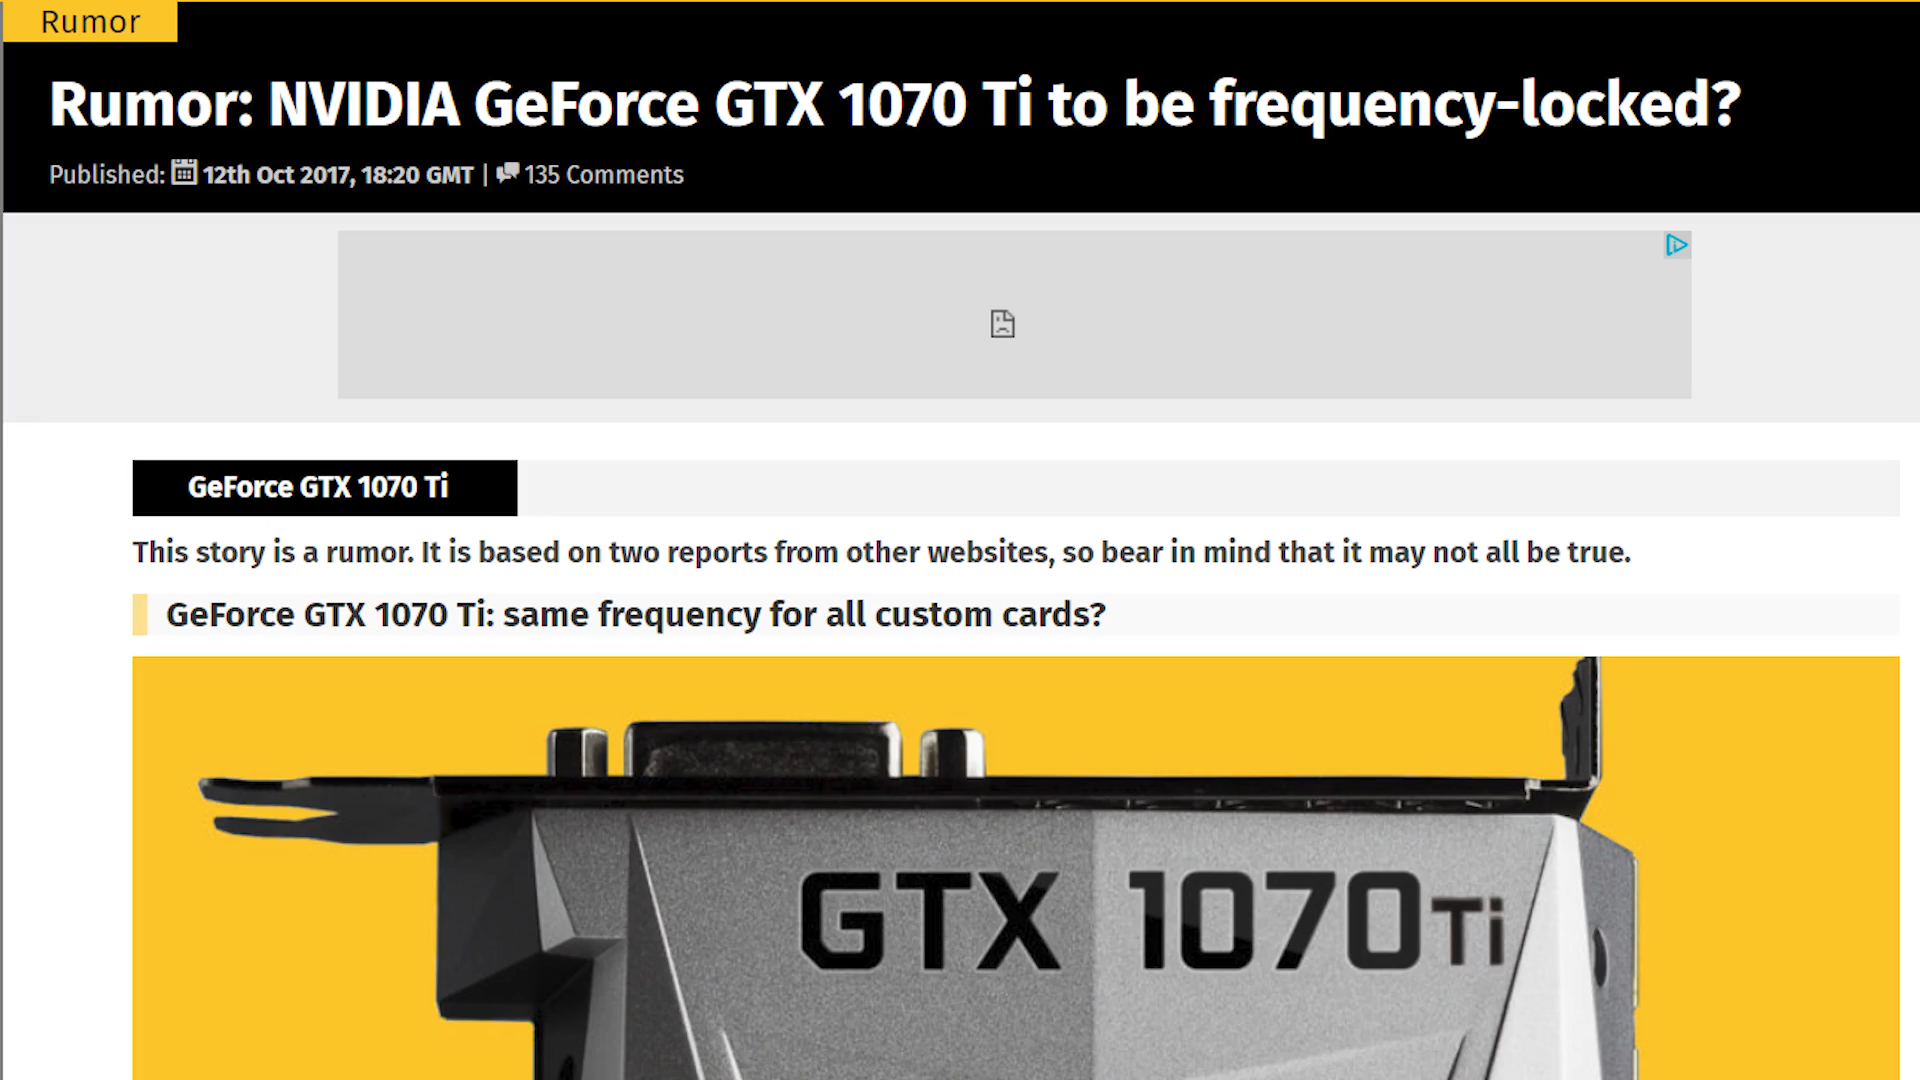 Rumor
Rumor: NVIDIA GeForce GTX 1070 Ti to be frequency-locked?
Published: 12th Oct 2017, 18:20 GMT | 135 Comments
GeForce GTX 1070 Ti
This story is a rumor. It is based on two reports from other websites, so bear in mind that it may not all be true.
GeForce GTX 1070 Ti: same frequency for all custom cards?
GTX 1070 Ti